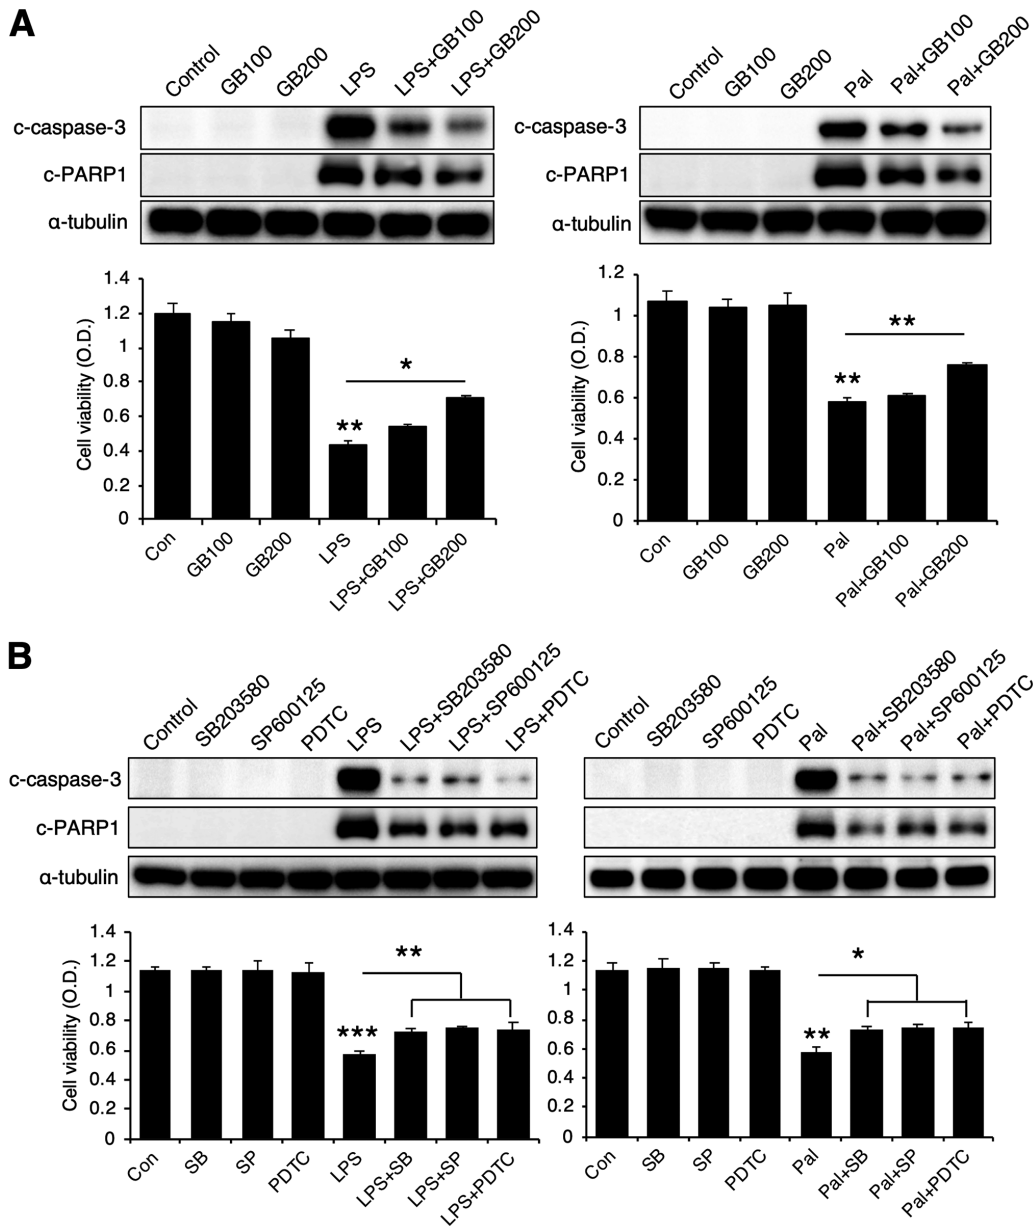 A
Control GB100 GB200 LPS LPS+GB100 LPS+GB200
c-caspase-3
c-PARP1
α-tubulin
Control GB100 GB200 Pal Pal+GB100 Pal+GB200
c-caspase-3
c-PARP1
α-tubulin
Cell viability (O.D.)
1.4
1.2
1
0.8
0.6
0.4
0.2
0
**
*
Con GB100 GB200 LPS LPS+GB100 LPS+GB200
Cell viability (O.D.)
1.2
1
0.8
0.6
0.4
0.2
0
**
**
Con GB100 GB200 Pal Pal+GB100 Pal+GB200
B
Control SB203580 SP600125 PDTC LPS LPS+SB203580 LPS+SP600125 LPS+PDTC
c-caspase-3
c-PARP1
α-tubulin
Control SB203580 SP600125 PDTC Pal Pal+SB203580 Pal+SP600125 Pal+PDTC
Cell viability (O.D.)
1.4
1.2
1
0.8
0.6
0.4
0.2
0
***
**
Con SB SP PDTC LPS LPS+SB LPS+SP LPS+PDTC
1.4
1.2
1
0.8
0.6
0.4
0.2
0
**
*
Con SB SP PDTC Pal Pal+SB Pal+SP Pal+PDTC